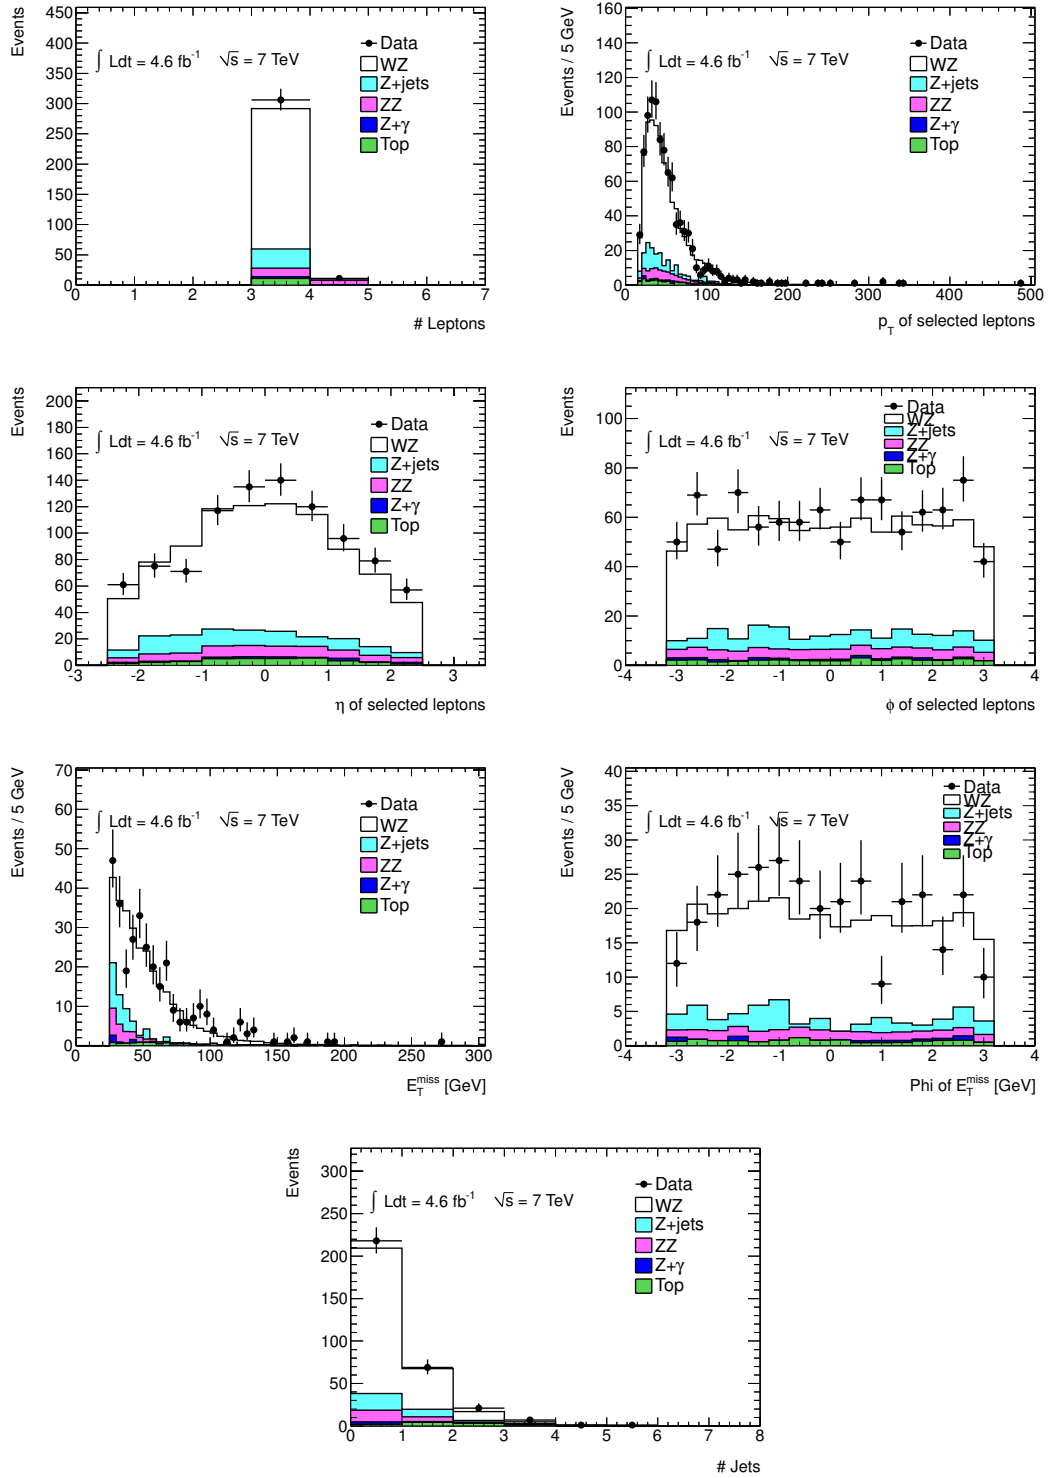 Events
450
400
350
300
250
200
150
100
50
0
∫ Ldt = 4.6 fb⁻¹ √s = 7 TeV
Data
WZ
Z+jets
ZZ
Z+γ
Top
0 1 2 3 4 5 6 7
# Leptons
Events / 5 GeV
160
140
120
100
80
60
40
20
0
∫ Ldt = 4.6 fb⁻¹ √s = 7 TeV
Data
WZ
Z+jets
ZZ
Z+γ
Top
0 100 200 300 400 500
p_T of selected leptons
Events
200
180
160
140
120
100
80
60
40
20
0
∫ Ldt = 4.6 fb⁻¹ √s = 7 TeV
Data
WZ
Z+jets
ZZ
Z+γ
Top
-3 -2 -1 0 1 2 3
η of selected leptons
Events
100
80
60
40
20
0
∫ Ldt = 4.6 fb⁻¹ √s = 7 TeV
Data
WZ
Z+jets
ZZ
Z+γ
Top
-4 -3 -2 -1 0 1 2 3 4
ϕ of selected leptons
Events / 5 GeV
70
60
50
40
30
20
10
0
∫ Ldt = 4.6 fb⁻¹ √s = 7 TeV
Data
WZ
Z+jets
ZZ
Z+γ
Top
0 50 100 150 200 250 300
E_T^miss [GeV]
Events / 5 GeV
40
35
30
25
20
15
10
5
0
∫ Ldt = 4.6 fb⁻¹ √s = 7 TeV
Data
WZ
Z+jets
ZZ
Z+γ
Top
-4 -3 -2 -1 0 1 2 3 4
Phi of E_T^miss [GeV]
Events
300
250
200
150
100
50
0
∫ Ldt = 4.6 fb⁻¹ √s = 7 TeV
Data
WZ
Z+jets
ZZ
Z+γ
Top
0 1 2 3 4 5 6 7 8
# Jets